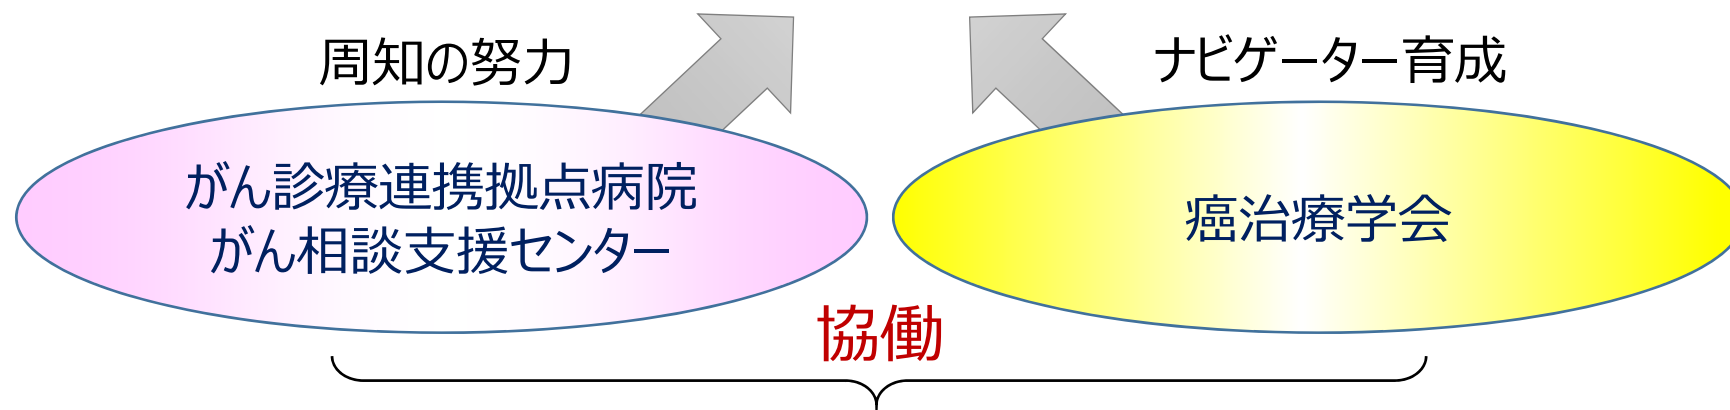 周知の努力
ナビゲーター育成
がん診療連携拠点病院
がん相談支援センター
癌治療学会
協働